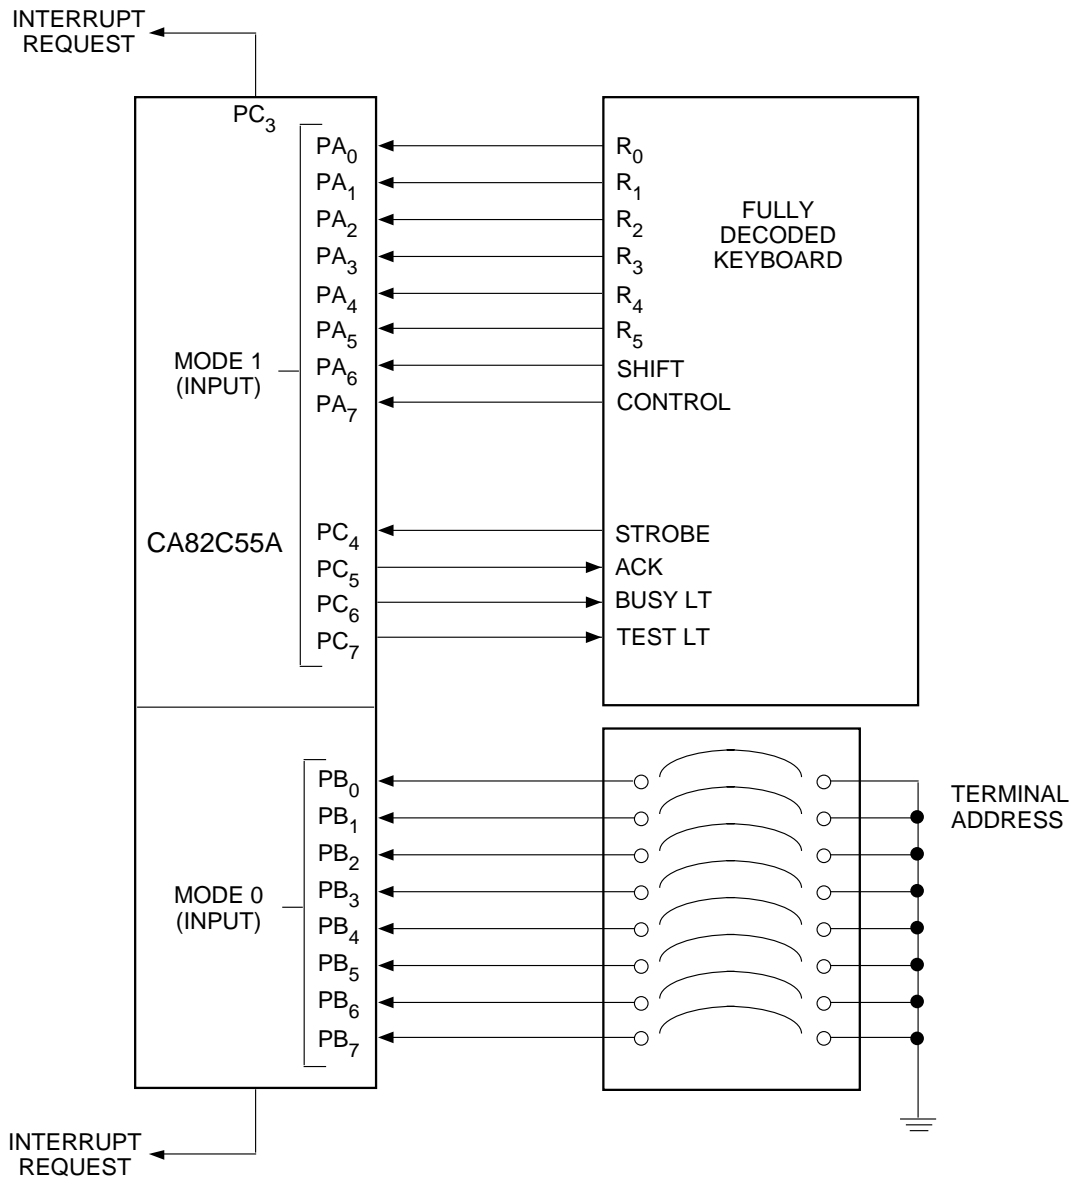 INTERRUPT
REQUEST
PC3
PA0
R0
PA1
R1
PA2
R2
FULLY
DECODED
KEYBOARD
PA3
R3
PA4
R4
PA5
R5
MODE 1
(INPUT)
PA6
SHIFT
PA7
CONTROL
CA82C55A
PC4
STROBE
PC5
ACK
PC6
BUSY LT
PC7
TEST LT
PB0
TERMINAL
ADDRESS
PB1
PB2
MODE 0
(INPUT)
PB3
PB4
PB5
PB6
PB7
INTERRUPT
REQUEST